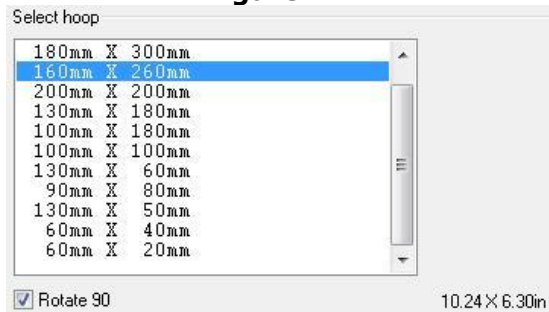 Select hoop
180mm X 300mm
160mm X 260mm
200mm X 200mm
130mm X 180mm
100mm X 180mm
100mm X 100mm
130mm X 60mm
90mm X 80mm
130mm X 50mm
60mm X 40mm
60mm X 20mm
Rotate 90
10.24 X 6.30in